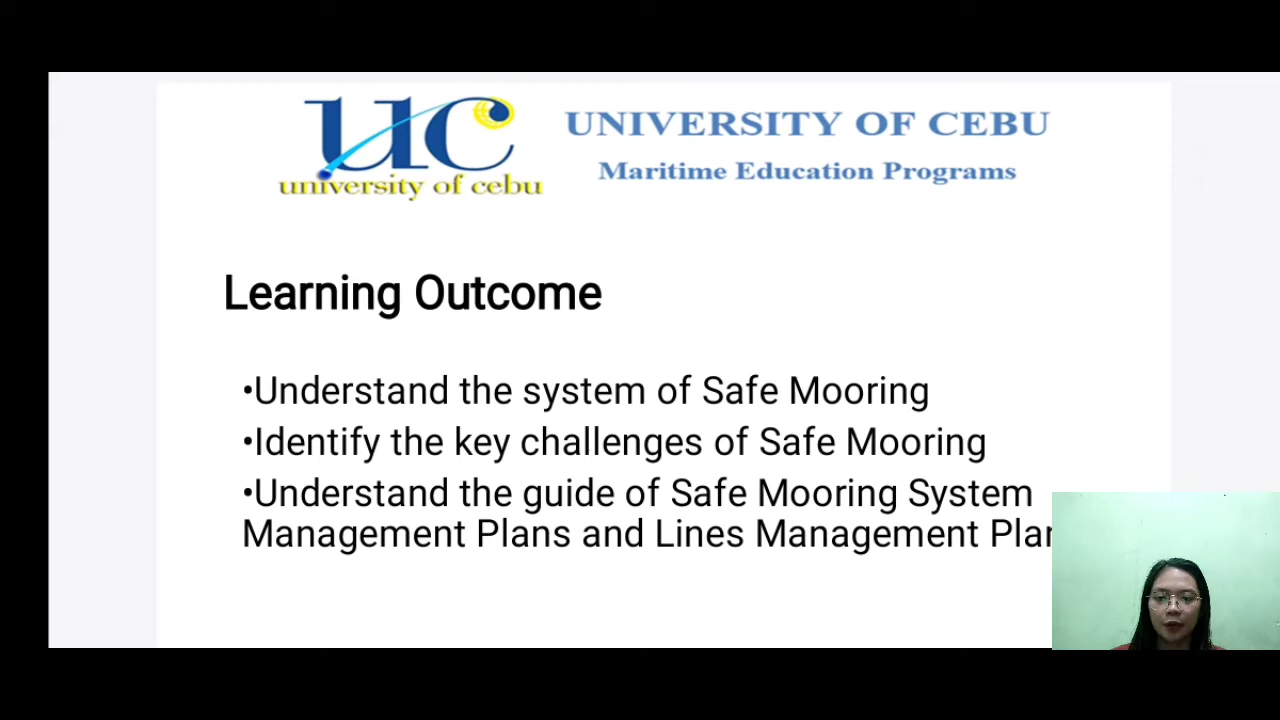 UC
university of cebu
UNIVERSITY OF CEBU
Maritime Education Programs
Learning Outcome
•Understand the system of Safe Mooring
•Identify the key challenges of Safe Mooring
•Understand the guide of Safe Mooring System
Management Plans and Lines Management